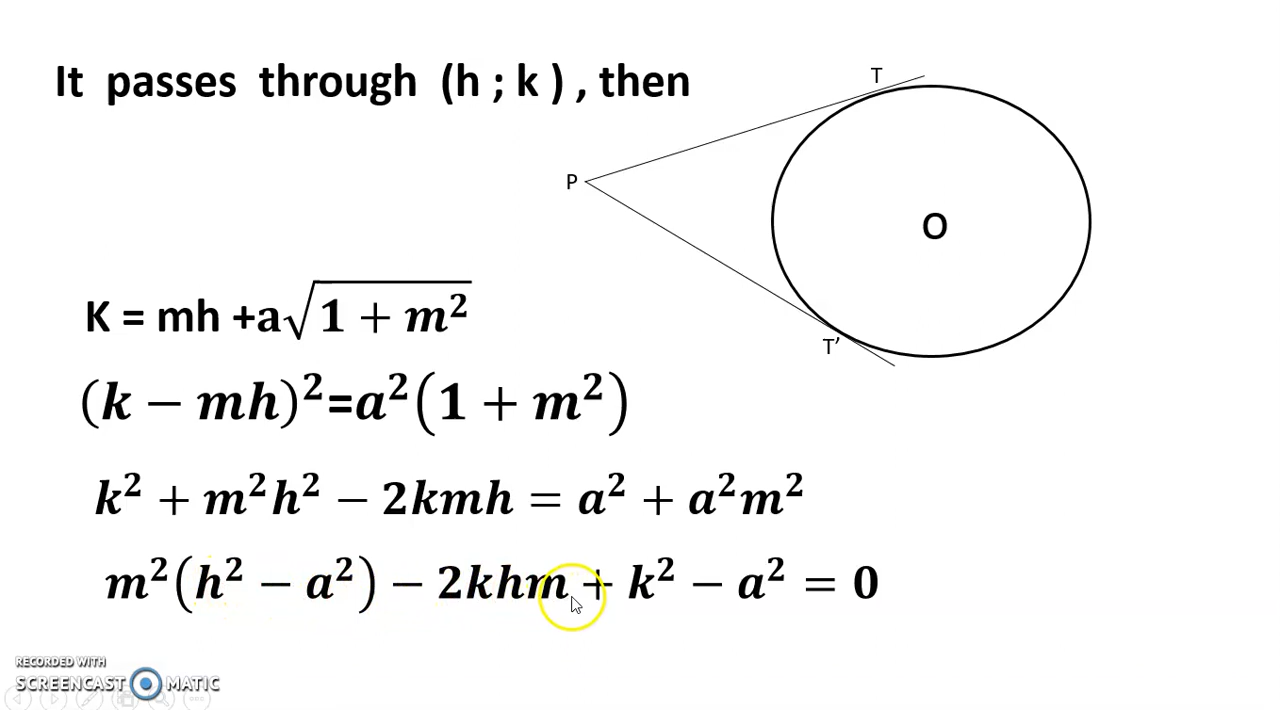 It passes through (h ; k ) , then
T
P
O
T’
K = mh +a√(1 + m²)
(k − mh)²=a²(1 + m²)
k² + m²h² − 2kmh = a² + a²m²
m²(h² − a²) − 2khm + k² − a² = 0
RECORDED WITH
SCREENCAST MATIC